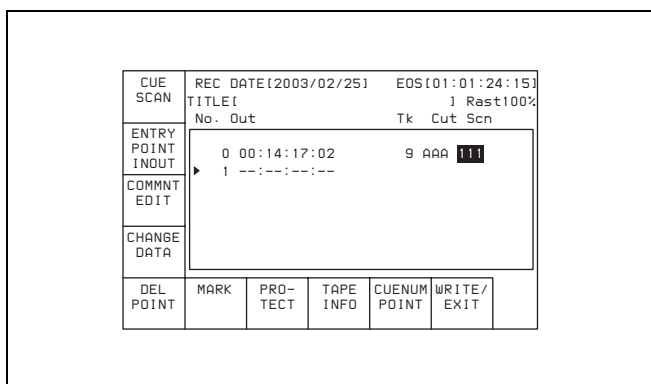 CUE
SCAN
REC DATE[2003/02/25] EOS[01:01:24:15]
TITLE[ ] Rast100%
No. Out Tk Cut Scn
ENTRY
POINT
INOUT
0 00:14:17:02 9 AAA 111
▶ 1 --:--:--:--
COMMNT
EDIT
CHANGE
DATA
DEL
POINT
MARK
PRO-
TECT
TAPE
INFO
CUENUM
POINT
WRITE/
EXIT